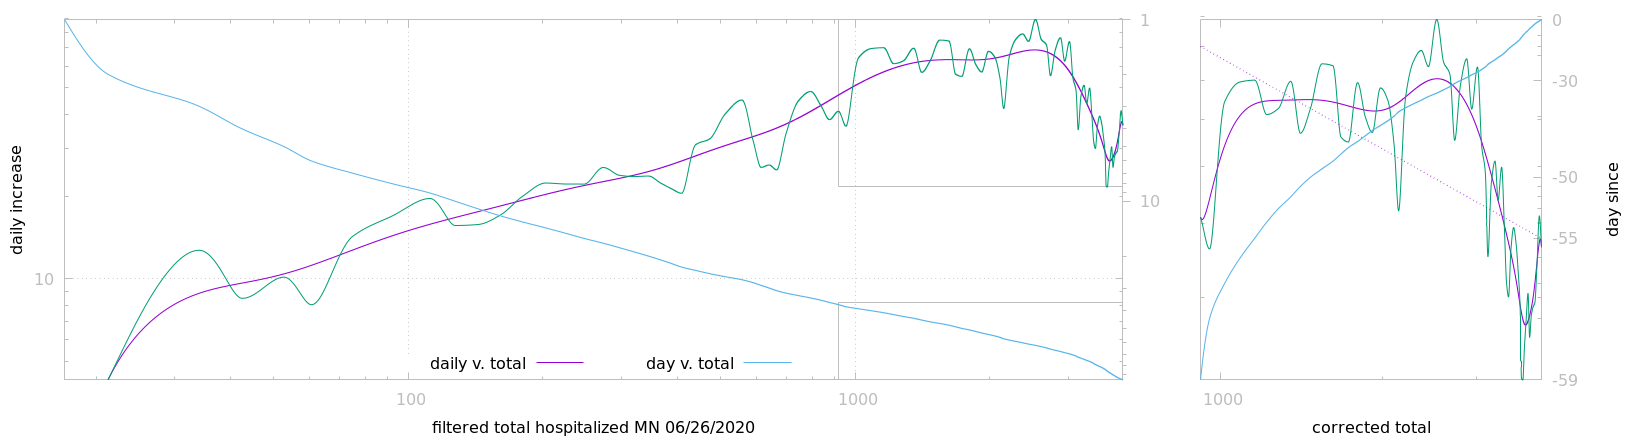 1
0
daily increase
-30
-50
10
day since
-55
10
daily v. total
day v. total
-59
100
1000
1000
filtered total hospitalized MN 06/26/2020
corrected total